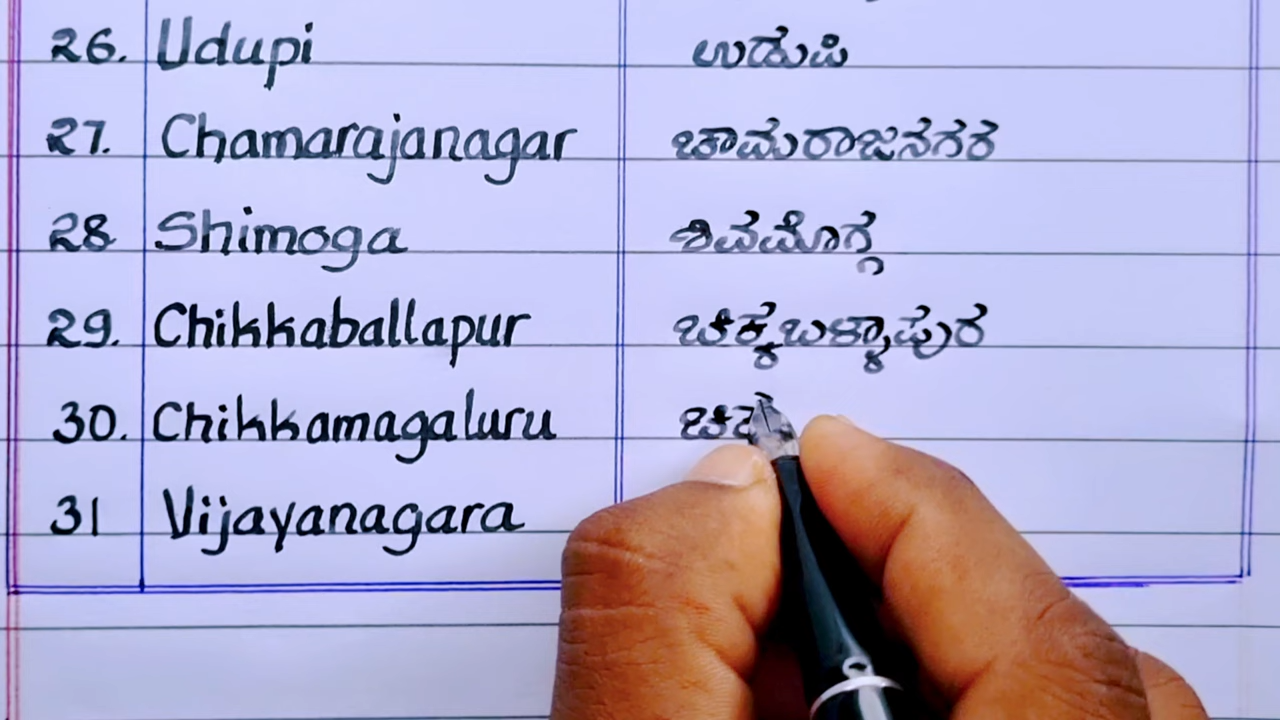 26. Udupi ಉಡುಪಿ
27. Chamarajanagar ಚಾಮರಾಜನಗರ
28 Shimoga ಶಿವಮೊಗ್ಗ
29. Chikkaballapur ಚಿಕ್ಕಬಳ್ಳಾಪುರ
30. Chikkamagaluru
31 Vijayanagara